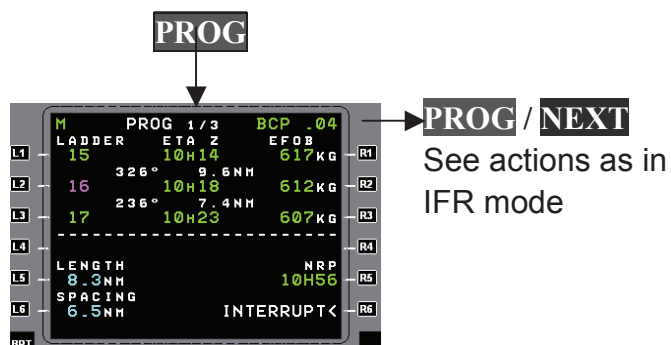 PROG
M PROG 1/3 BCP .04
LADDER ETA Z EFOB
L1 15 10H14 617KG R1
326° 9.6NM
L2 16 10H18 612KG R2
236° 7.4NM
L3 17 10H23 607KG R3
L4 R4
LENGTH NRP
L5 8.3NM 10H56 R5
SPACING
L6 6.5NM INTERRUPT< R6
BRT
PROG / NEXT
See actions as in
IFR mode